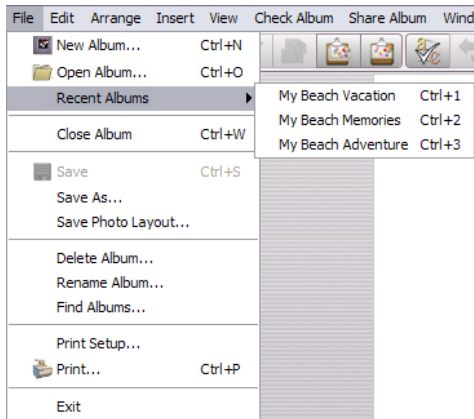 File Edit Arrange Insert View Check Album Share Album Wind
New Album... Ctrl+N
Open Album... Ctrl+O
Recent Albums
My Beach Vacation Ctrl+1
My Beach Memories Ctrl+2
My Beach Adventure Ctrl+3
Close Album Ctrl+W
Save Ctrl+S
Save As...
Save Photo Layout...
Delete Album...
Rename Album...
Find Albums...
Print Setup...
Print... Ctrl+P
Exit